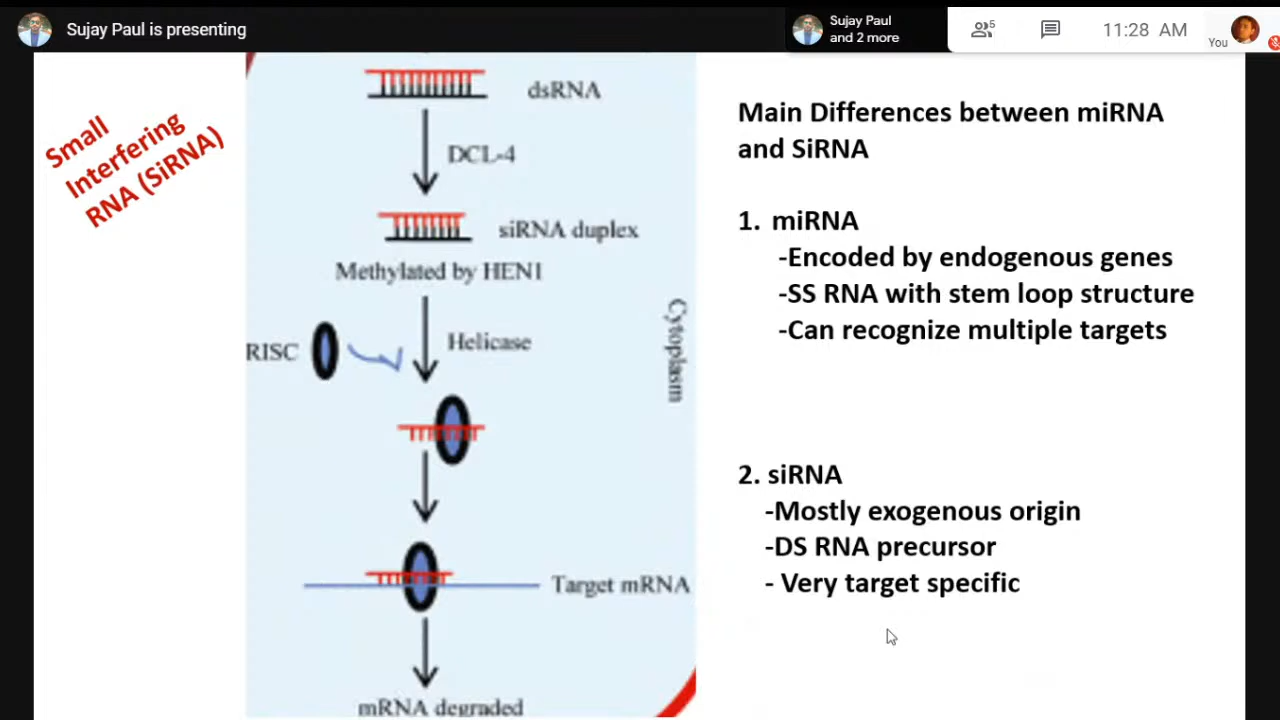 Sujay Paul is presenting
Sujay Paul
and 2 more
5
11:28 AM
You
Small
Interfering
RNA (SiRNA)
dsRNA
DCL-4
siRNA duplex
Methylated by HEN1
Helicase
RISC
Cytoplasm
Target mRNA
mRNA degraded
Main Differences between miRNA
and SiRNA
1. miRNA
-Encoded by endogenous genes
-SS RNA with stem loop structure
-Can recognize multiple targets
2. siRNA
-Mostly exogenous origin
-DS RNA precursor
- Very target specific